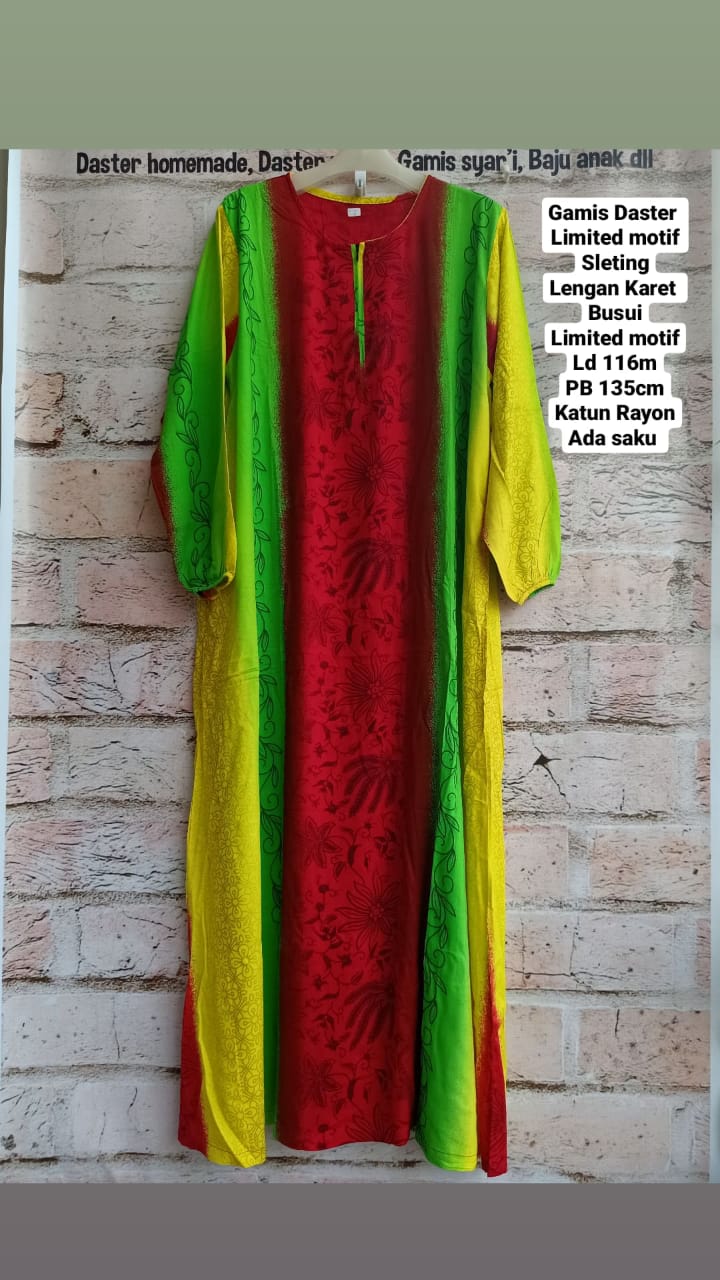 Daster homemade, Daster Gamis syar'i, Baju anak dll
Gamis Daster
Limited motif
Sleting
Lengan Karet
Busui
Limited motif
Ld 116m
PB 135cm
Katun Rayon
Ada saku